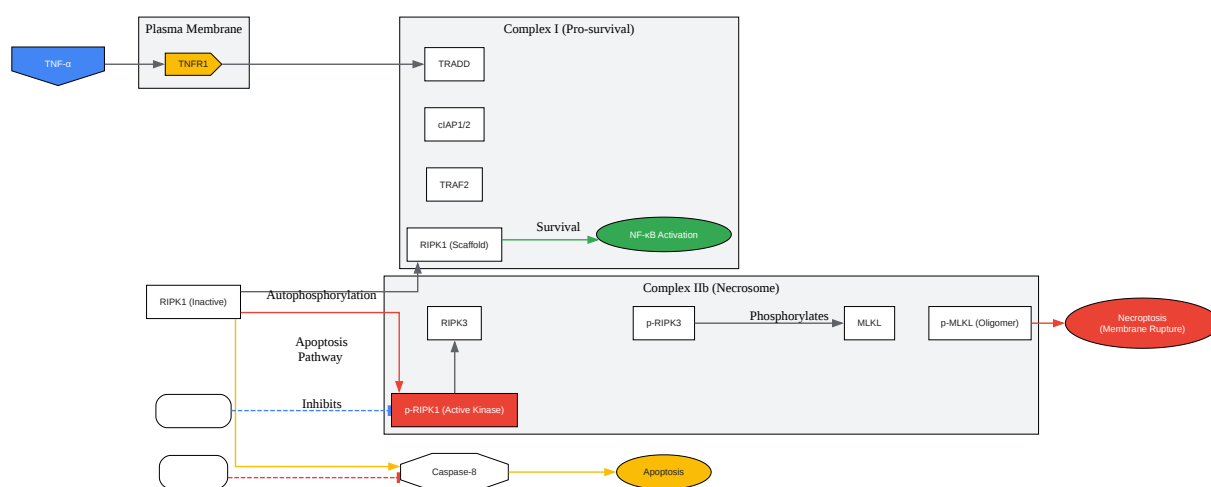 Plasma Membrane
Complex I (Pro-survival)
TNF-α
TNFR1
TRADD
cIAP1/2
TRAF2
Survival
NF-κB Activation
RIPK1 (Scaffold)
Complex IIb (Necrosome)
RIPK1 (Inactive)
Autophosphorylation
RIPK3
p-RIPK3
Phosphorylates
MLKL
p-MLKL (Oligomer)
Necroptosis
(Membrane Rupture)
Apoptosis
Pathway
Inhibits
p-RIPK1 (Active Kinase)
Caspase-8
Apoptosis